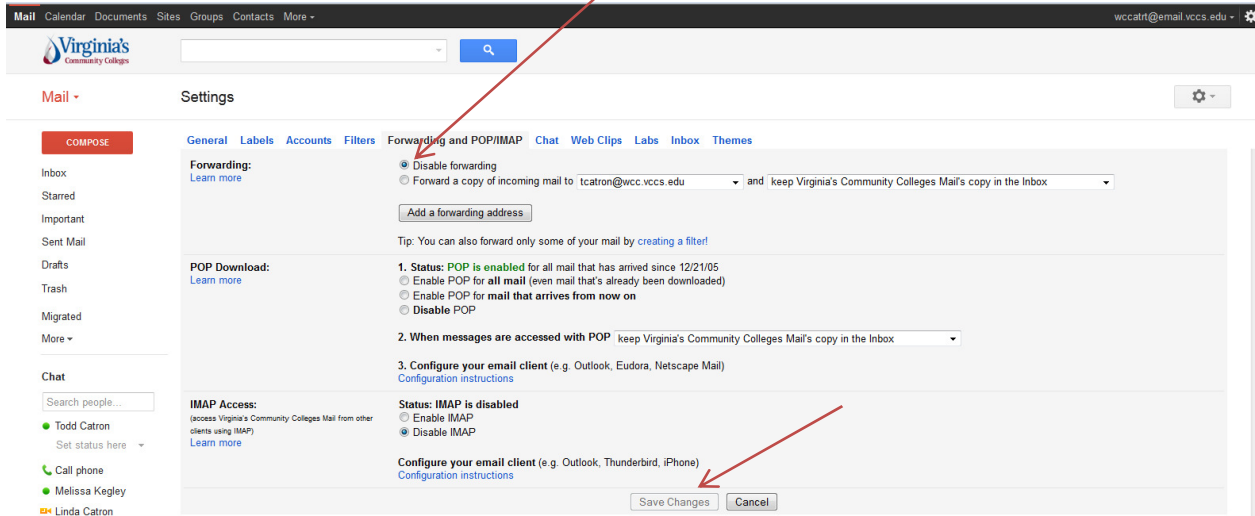 Mail Calendar Documents Sites Groups Contacts More
wccatrt@email.vccs.edu
Virginia's
Community Colleges
Mail
Settings
COMPOSE
Inbox
Starred
Important
Sent Mail
Drafts
Trash
Migrated
More
Chat
Search people...
Todd Catron
Set status here
Call phone
Melissa Kegley
Linda Catron
General Labels Accounts Filters Forwarding and POP/IMAP Chat Web Clips Labs Inbox Themes
Forwarding:
Learn more
Disable forwarding
Forward a copy of incoming mail to tcatron@wcc.vccs.edu and keep Virginia's Community Colleges Mail's copy in the Inbox
Add a forwarding address
Tip: You can also forward only some of your mail by creating a filter!
POP Download:
Learn more
1. Status: POP is enabled for all mail that has arrived since 12/21/05
Enable POP for all mail (even mail that's already been downloaded)
Enable POP for mail that arrives from now on
Disable POP
2. When messages are accessed with POP keep Virginia's Community Colleges Mail's copy in the Inbox
3. Configure your email client (e.g. Outlook, Eudora, Netscape Mail)
Configuration instructions
IMAP Access:
(access Virginia's Community Colleges Mail from other
clients using IMAP)
Learn more
Status: IMAP is disabled
Enable IMAP
Disable IMAP
Configure your email client (e.g. Outlook, Thunderbird, iPhone)
Configuration instructions
Save Changes Cancel